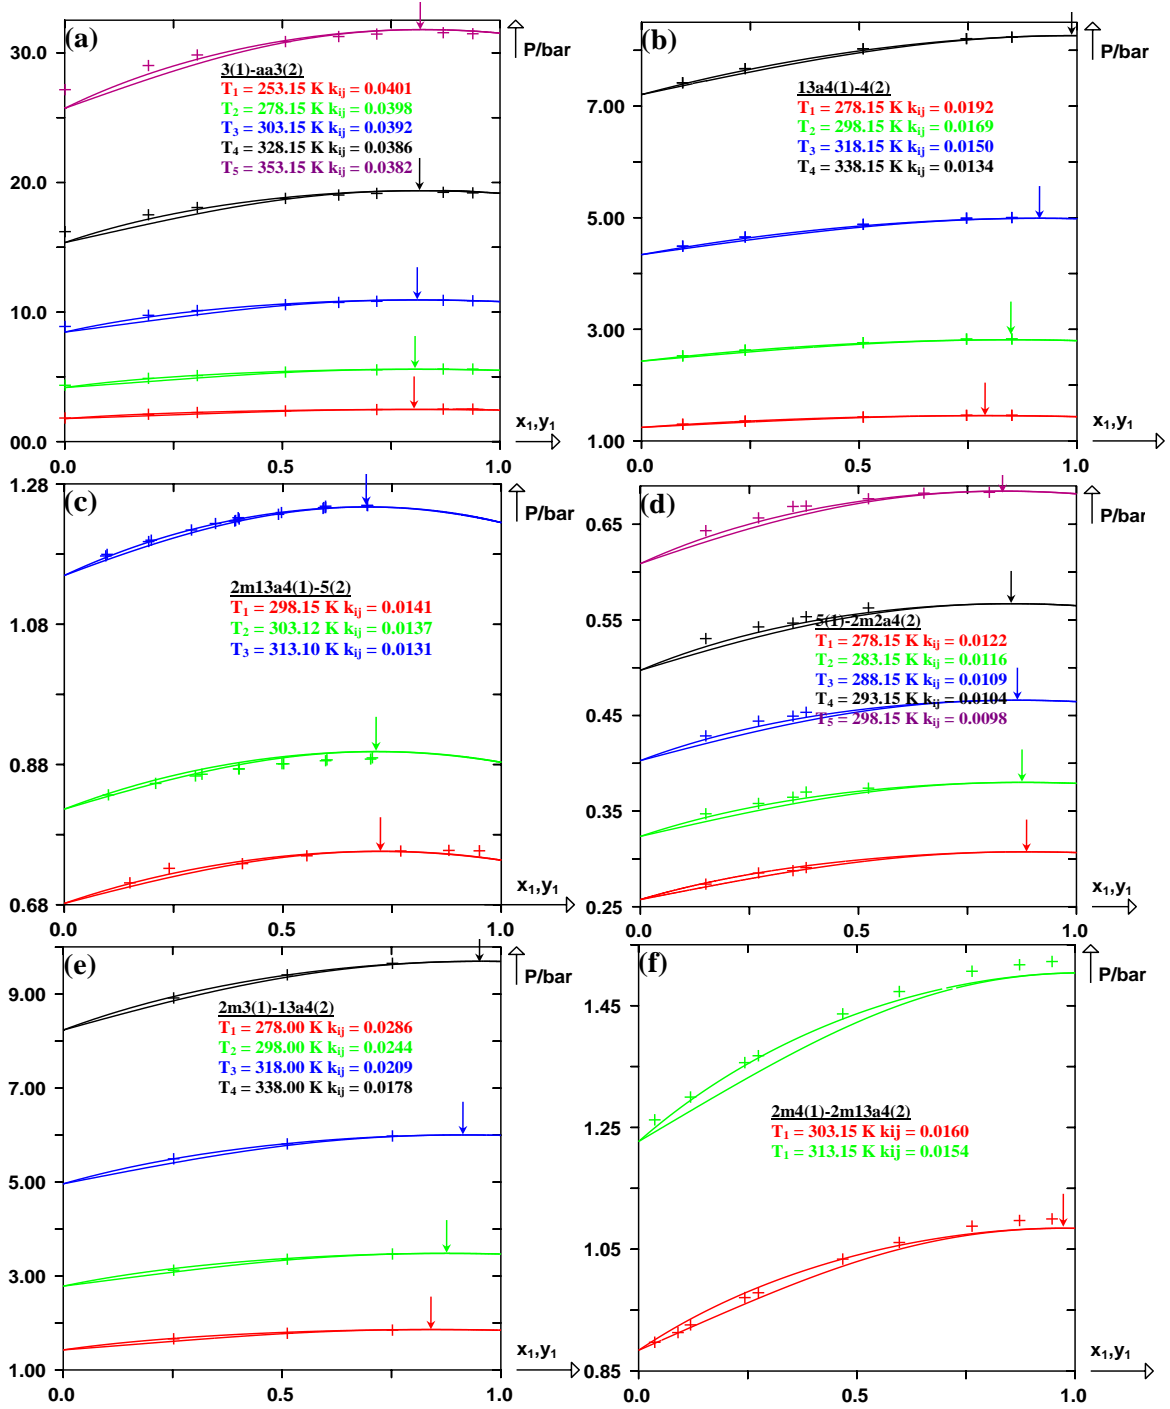 (a)
P/bar
30.0
20.0
10.0
00.0
3(1)-aa3(2)
T1 = 253.15 K kij = 0.0401
T2 = 278.15 K kij = 0.0398
T3 = 303.15 K kij = 0.0392
T4 = 328.15 K kij = 0.0386
T5 = 353.15 K kij = 0.0382
x1,y1
0.0 0.5 1.0
(b)
P/bar
7.00
5.00
3.00
1.00
13a4(1)-4(2)
T1 = 278.15 K kij = 0.0192
T2 = 298.15 K kij = 0.0169
T3 = 318.15 K kij = 0.0150
T4 = 338.15 K kij = 0.0134
x1,y1
0.0 0.5 1.0
(c)
P/bar
1.28
1.08
0.88
0.68
2m13a4(1)-5(2)
T1 = 298.15 K kij = 0.0141
T2 = 303.12 K kij = 0.0137
T3 = 313.10 K kij = 0.0131
x1,y1
0.0 0.5 1.0
(d)
P/bar
0.65
0.55
0.45
0.35
0.25
5(1)-2m2a4(2)
T1 = 278.15 K kij = 0.0122
T2 = 283.15 K kij = 0.0116
T3 = 288.15 K kij = 0.0109
T4 = 293.15 K kij = 0.0104
T5 = 298.15 K kij = 0.0098
x1,y1
0.0 0.5 1.0
(e)
P/bar
9.00
7.00
5.00
3.00
1.00
2m3(1)-13a4(2)
T1 = 278.00 K kij = 0.0286
T2 = 298.00 K kij = 0.0244
T3 = 318.00 K kij = 0.0209
T4 = 338.00 K kij = 0.0178
x1,y1
0.0 0.5 1.0
(f)
P/bar
1.45
1.25
1.05
0.85
2m4(1)-2m13a4(2)
T1 = 303.15 K kij = 0.0160
T1 = 313.15 K kij = 0.0154
x1,y1
0.0 0.5 1.0